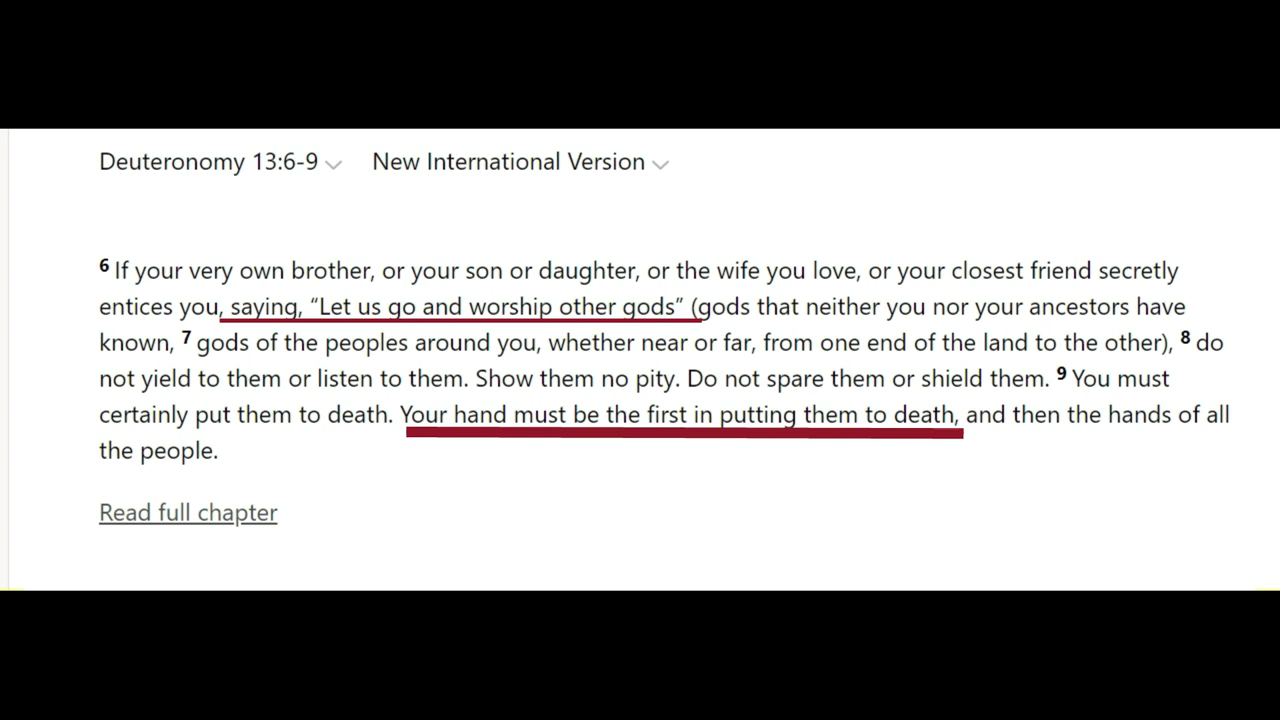 Deuteronomy 13:6-9 New International Version
6 If your very own brother, or your son or daughter, or the wife you love, or your closest friend secretly
entices you, saying, “Let us go and worship other gods” (gods that neither you nor your ancestors have
known, 7 gods of the peoples around you, whether near or far, from one end of the land to the other), 8 do
not yield to them or listen to them. Show them no pity. Do not spare them or shield them. 9 You must
certainly put them to death. Your hand must be the first in putting them to death, and then the hands of all
the people.
Read full chapter